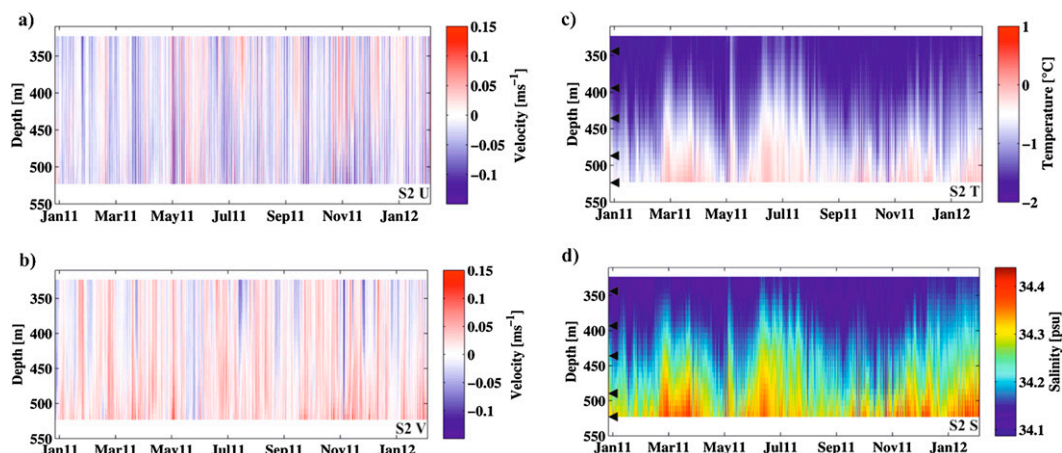 a)
0.15
0.1
0.05
0
−0.05
−0.1
Velocity [ms-1]
350
400
450
500
550
Depth [m]
S2 U
Jan11 Mar11 May11 Jul11 Sep11 Nov11 Jan12
c)
1
0
−1
−2
Temperature [°C]
350
400
450
500
550
Depth [m]
S2 T
Jan11 Mar11 May11 Jul11 Sep11 Nov11 Jan12
b)
0.15
0.1
0.05
0
−0.05
−0.1
Velocity [ms-1]
350
400
450
500
550
Depth [m]
S2 V
Jan11 Mar11 May11 Jul11 Sep11 Nov11 Jan12
d)
34.4
34.3
34.2
34.1
Salinity [psu]
350
400
450
500
550
Depth [m]
S2 S
Jan11 Mar11 May11 Jul11 Sep11 Nov11 Jan12